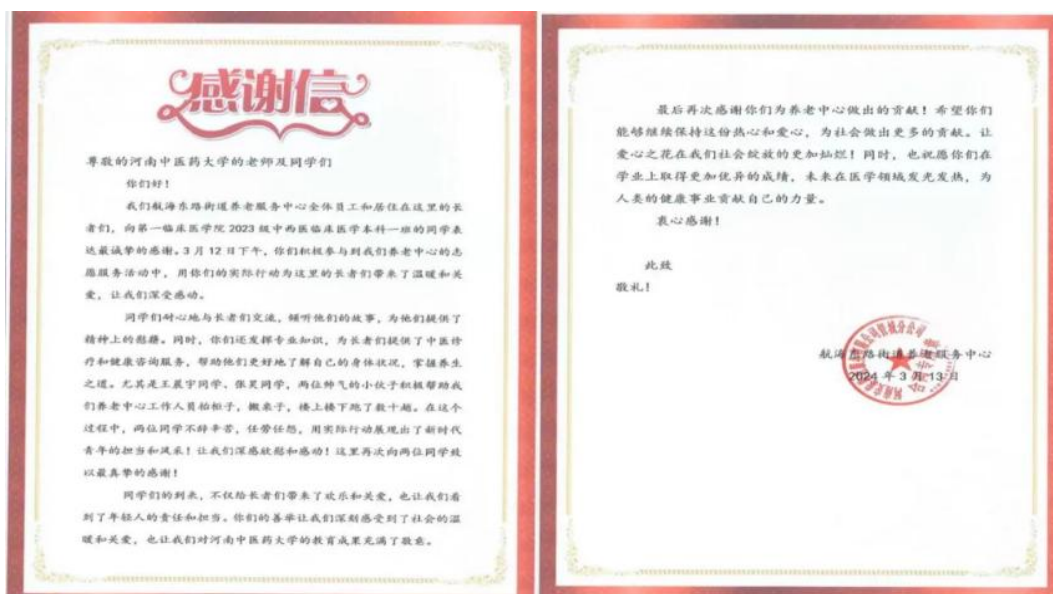 感谢信
尊敬的河南中医药大学的老师及同学们
你们好！
我们航海东路街道养老服务中心全体员工和居住在这里的长
者们，向第一临床医学院 2023 级中西医临床医学本科一班的同学表
达最诚挚的感谢。3 月 12 日下午，你们积极参与到我们养老中心的志
愿服务活动中，用你们的实际行动为这里的长者们带来了温暖和关
爱，让我们深受感动。
同学们耐心地与长者们交流，倾听他们的故事，为他们提供了
精神上的慰藉。同时，你们还发挥专业知识，为长者们提供了中医诊
疗和健康咨询服务，帮助他们更好地了解自己的身体状况，掌握养生
之道。尤其是王晨宇同学、张昊同学，两位帅气的小伙子积极帮助我
们养老中心工作人员抬柜子，搬桌子，楼上楼下跑了数十趟。在这个
过程中，两位同学不辞辛苦，任劳任怨，用实际行动展现出了新时代
青年的担当和风采！让我们深感欣慰和感动！这里再次向两位同学致
以最真挚的感谢！
同学们的到来，不仅给长者们带来了欢乐和关爱，也让我们看
到了年轻人的责任和担当。你们的善举让我们深刻感受到了社会的温
暖和关爱，也让我们对河南中医药大学的教育成果充满了敬意。
最后再次感谢你们为养老中心做出的贡献！希望你们
能够继续保持这份热心和爱心，为社会做出更多的贡献。让
爱心之花在我们社会绽放的更加灿烂！同时，也祝愿你们在
学业上取得更加优异的成绩，未来在医学领域发光发热，为
人类的健康事业贡献自己的力量。
衷心感谢！
此致
敬礼！
航海东路街道养老服务中心
2024 年 3 月 13 日
合同专用章